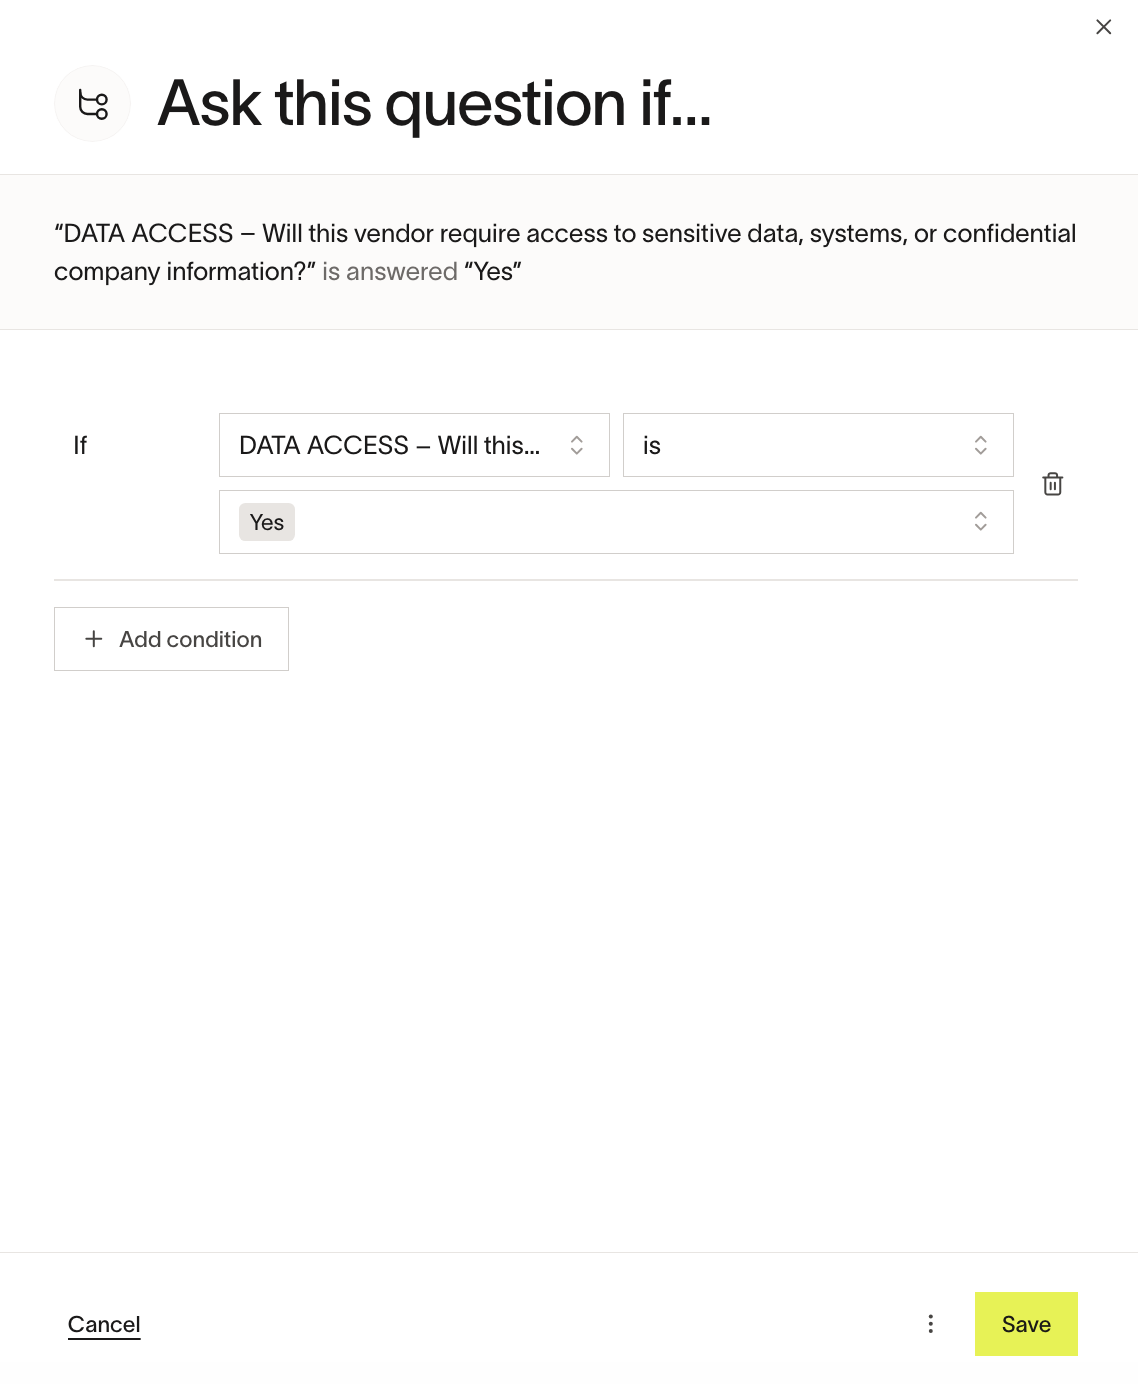 Ask this question if...
“DATA ACCESS – Will this vendor require access to sensitive data, systems, or confidential
company information?” is answered “Yes”
If
DATA ACCESS – Will this...
is
Yes
Add condition
Cancel
Save